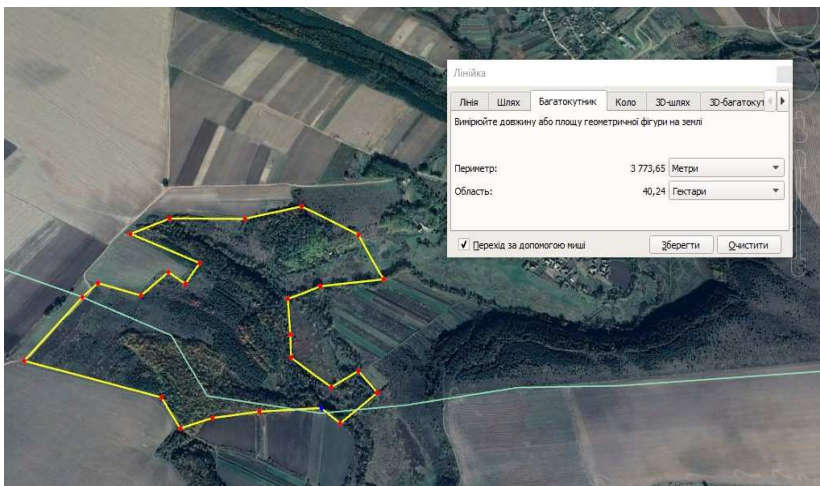 Лінійка
Лінія Шлях Багатокутник Коло 3D-шлях 3D-багатокут
Виміряйте довжину або площу геометричної фігури на землі
Периметр: 3 773,65 Метри
Область: 40,24 Гектари
Перехід за допомогою миші Зберегти Очистити